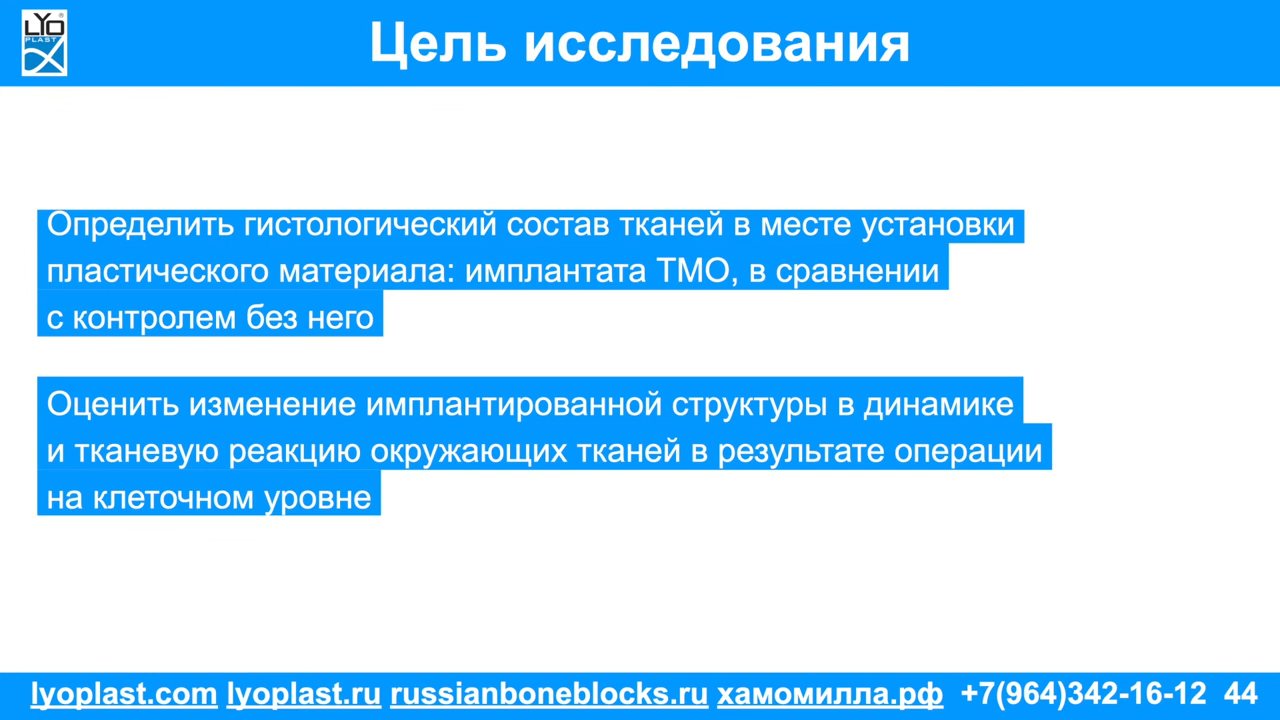 LYO®
PLAST
Цель исследования
Определить гистологический состав тканей в месте установки
пластического материала: имплантата ТМО, в сравнении
с контролем без него
Оценить изменение имплантированной структуры в динамике
и тканевую реакцию окружающих тканей в результате операции
на клеточном уровне
lyoplast.com lyoplast.ru russianboneblocks.ru хамомилла.рф +7(964)342-16-12 44